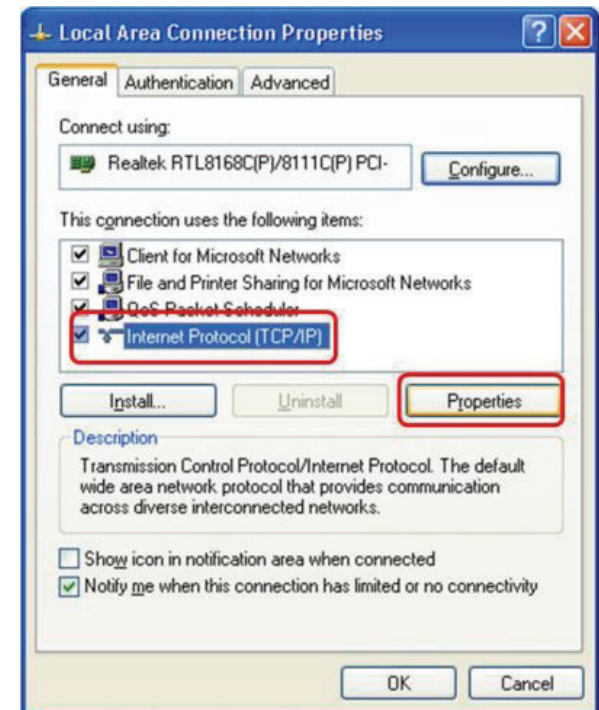 Local Area Connection Properties
General Authentication Advanced
Connect using:
Realtek RTL8168C(P)/8111C(P) PCI-
Configure...
This connection uses the following items:
Client for Microsoft Networks
File and Printer Sharing for Microsoft Networks
QoS Packet Scheduler
Internet Protocol (TCP/IP)
Install... Uninstall Properties
Description
Transmission Control Protocol/Internet Protocol. The default
wide area network protocol that provides communication
across diverse interconnected networks.
Show icon in notification area when connected
Notify me when this connection has limited or no connectivity
OK Cancel